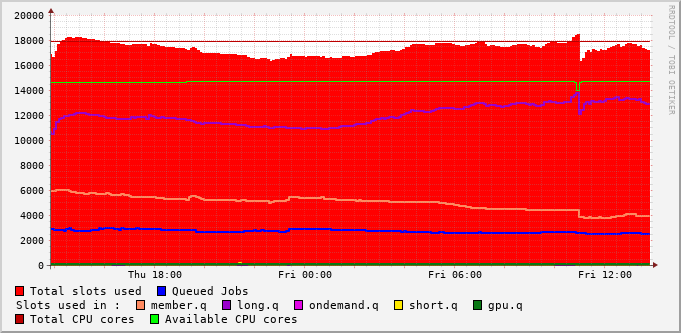 20000
18000
16000
14000
12000
10000
8000
6000
4000
2000
0
Thu 18:00 Fri 00:00 Fri 06:00 Fri 12:00
Total slots used Queued Jobs
Slots used in : member.q long.q ondemand.q short.q gpu.q
Total CPU cores Available CPU cores
RRDTOOL / TOBI OETIKER